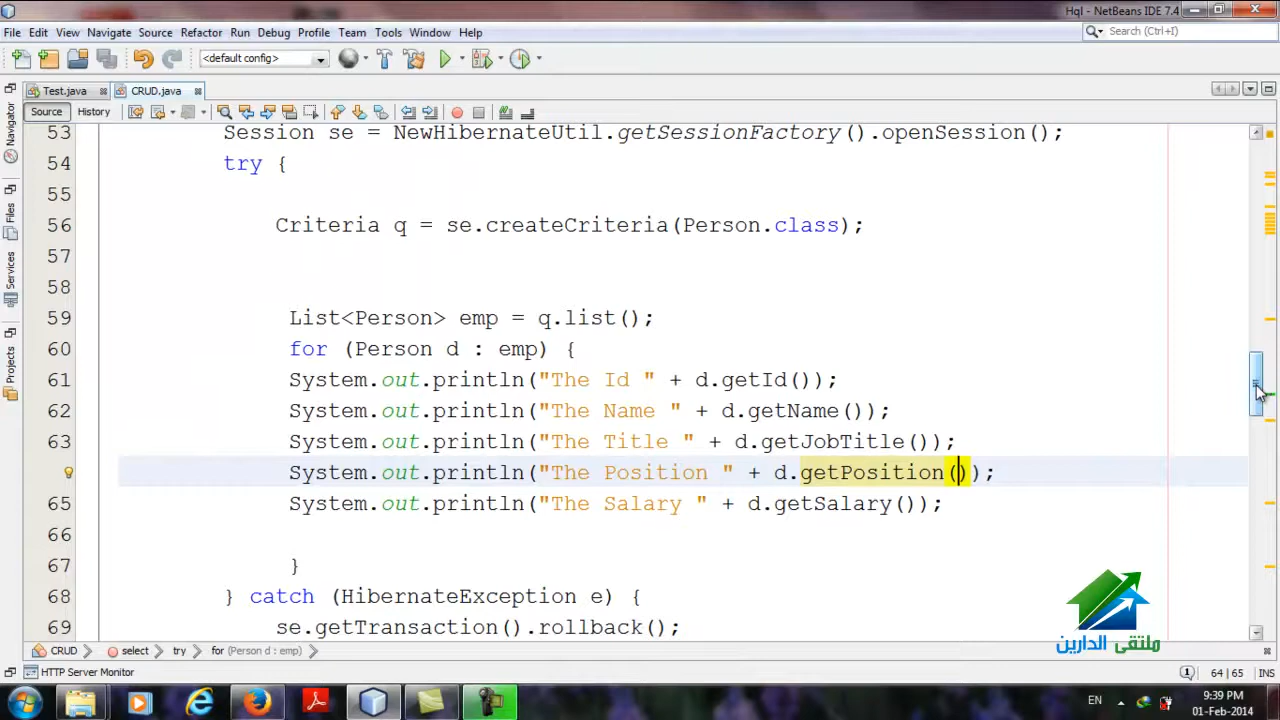 Hql - NetBeans IDE 7.4
File Edit View Navigate Source Refactor Run Debug Profile Team Tools Window Help
Search (Ctrl+I)
<default config>
Test.java CRUD.java
Source History
Navigator
Files
Services
Projects
53 Session se = NewHibernateUtil.getSessionFactory().openSession();
54 try {
55
56 Criteria q = se.createCriteria(Person.class);
57
58
59 List<Person> emp = q.list();
60 for (Person d : emp) {
61 System.out.println("The Id " + d.getId());
62 System.out.println("The Name " + d.getName());
63 System.out.println("The Title " + d.getJobTitle());
System.out.println("The Position " + d.getPosition());
65 System.out.println("The Salary " + d.getSalary());
66
67 }
68 } catch (HibernateException e) {
69 se.getTransaction().rollback();
ملتقى الدارين
CRUD select try for (Person d : emp)
HTTP Server Monitor
64 | 65 INS
EN
9:39 PM
01-Feb-2014